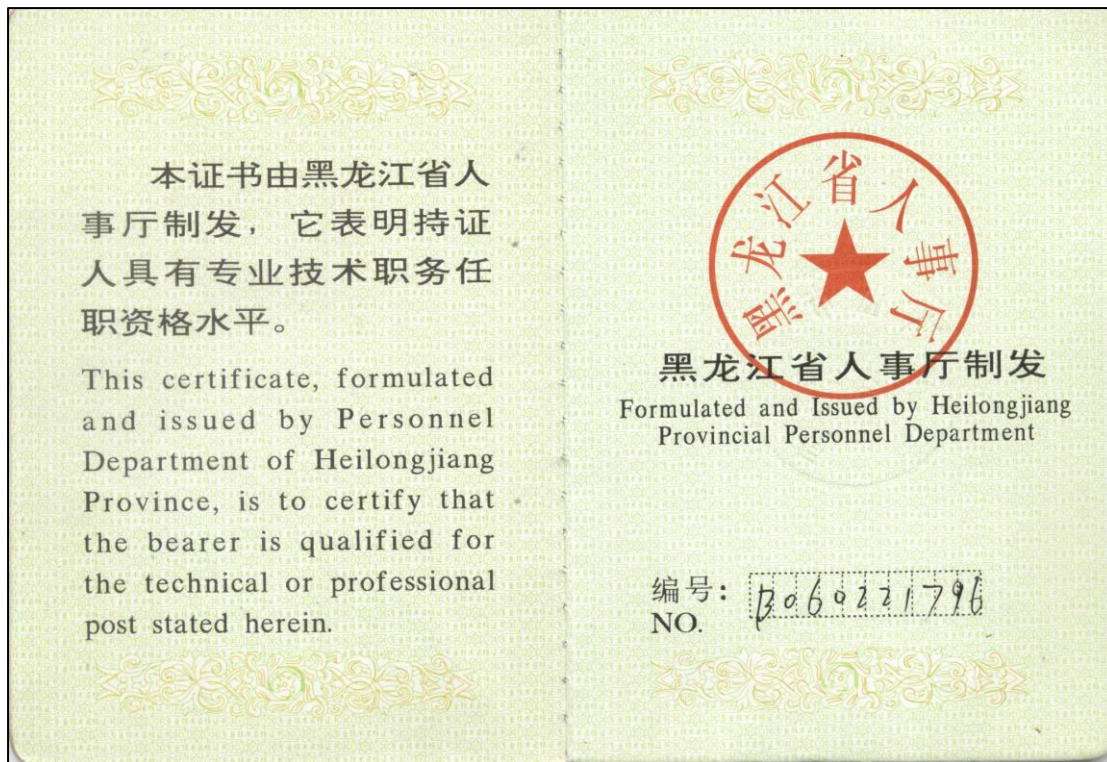 本证书由黑龙江省人
事厅制发，它表明持证
人具有专业技术职务任
职资格水平。
This certificate, formulated
and issued by Personnel
Department of Heilongjiang
Province, is to certify that
the bearer is qualified for
the technical or professional
post stated herein.
黑龙江省人事厅
黑龙江省人事厅制发
Formulated and Issued by Heilongjiang
Provincial Personnel Department
编号: B060221796
NO.